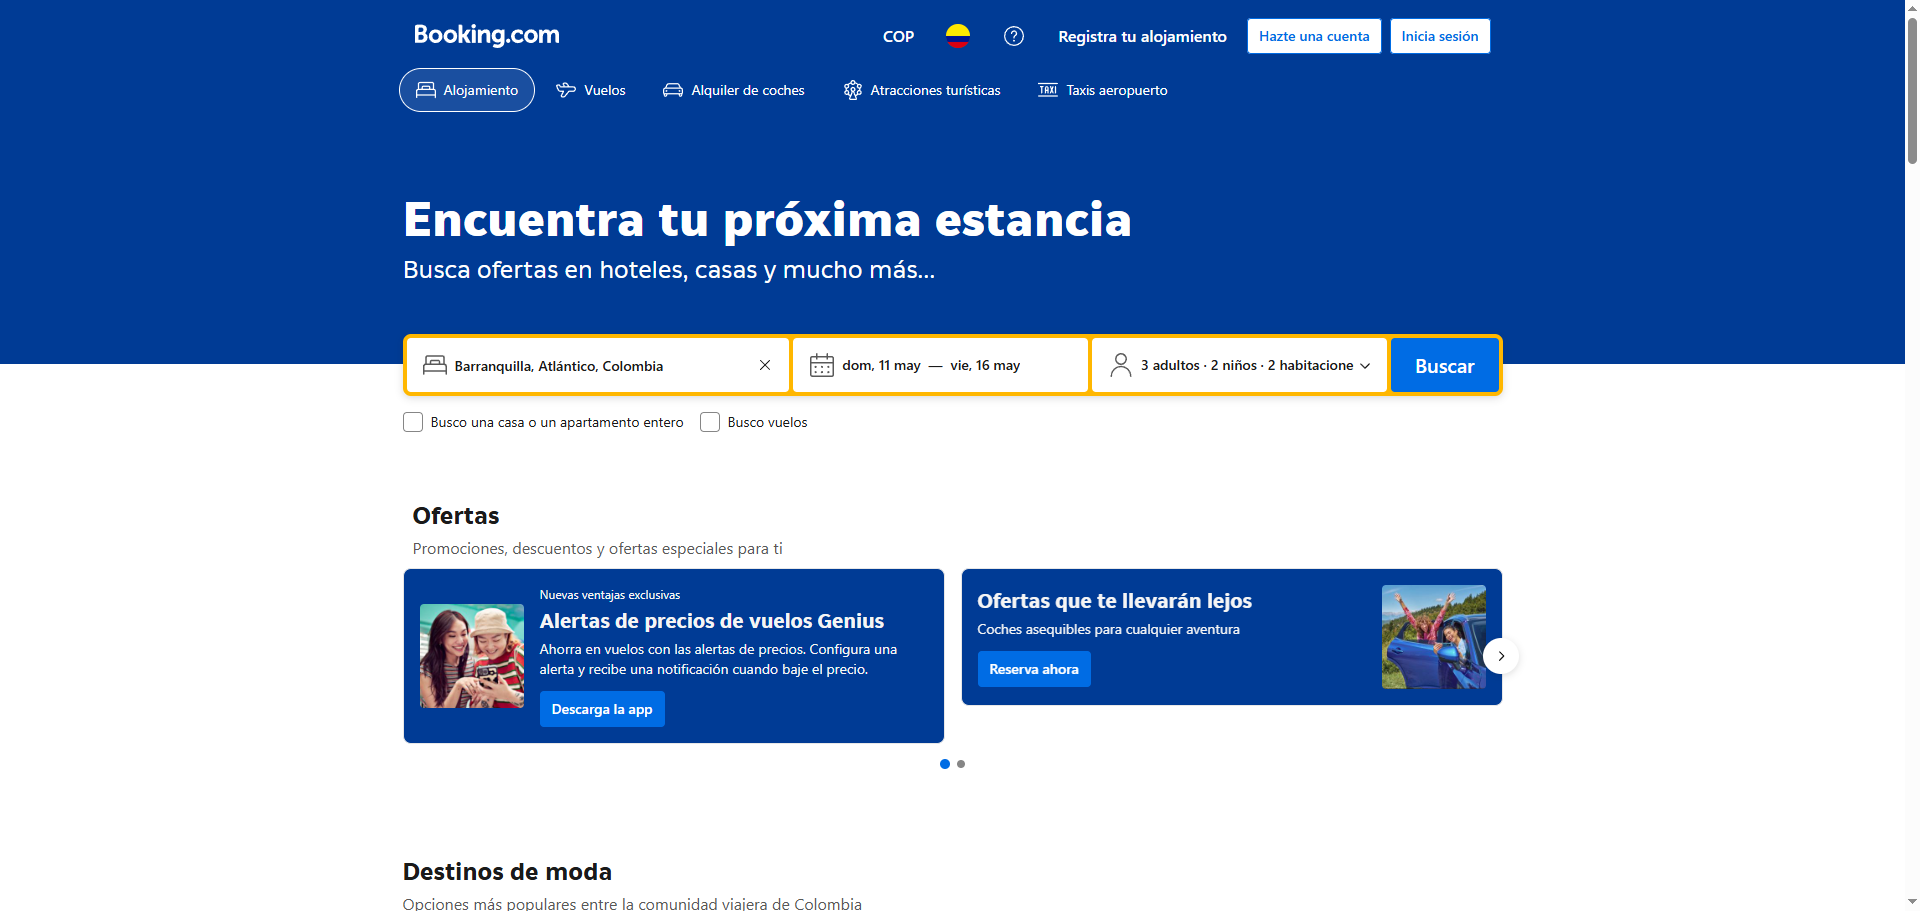 Booking.com
COP
Registra tu alojamiento
Hazte una cuenta
Inicia sesión
Alojamiento
Vuelos
Alquiler de coches
Atracciones turísticas
TAXI
Taxis aeropuerto
Encuentra tu próxima estancia
Busca ofertas en hoteles, casas y mucho más...
Barranquilla, Atlántico, Colombia
dom, 11 may — vie, 16 may
3 adultos · 2 niños · 2 habitacione
Buscar
Busco una casa o un apartamento entero
Busco vuelos
Ofertas
Promociones, descuentos y ofertas especiales para ti
Nuevas ventajas exclusivas
Alertas de precios de vuelos Genius
Ahorra en vuelos con las alertas de precios. Configura una
alerta y recibe una notificación cuando baje el precio.
Descarga la app
Ofertas que te llevarán lejos
Coches asequibles para cualquier aventura
Reserva ahora
Destinos de moda
Opciones más populares entre la comunidad viajera de Colombia